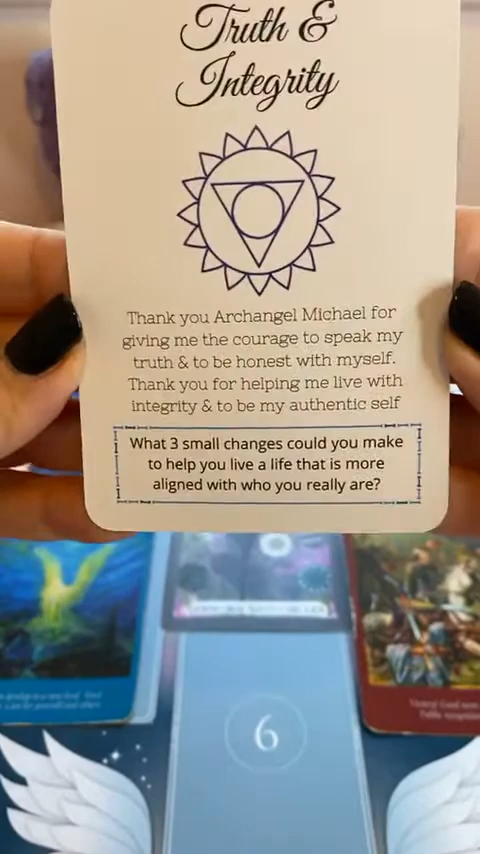 Truth &
Integrity
Thank you Archangel Michael for
giving me the courage to speak my
truth & to be honest with myself.
Thank you for helping me live with
integrity & to be my authentic self
What 3 small changes could you make
to help you live a life that is more
aligned with who you really are?
6